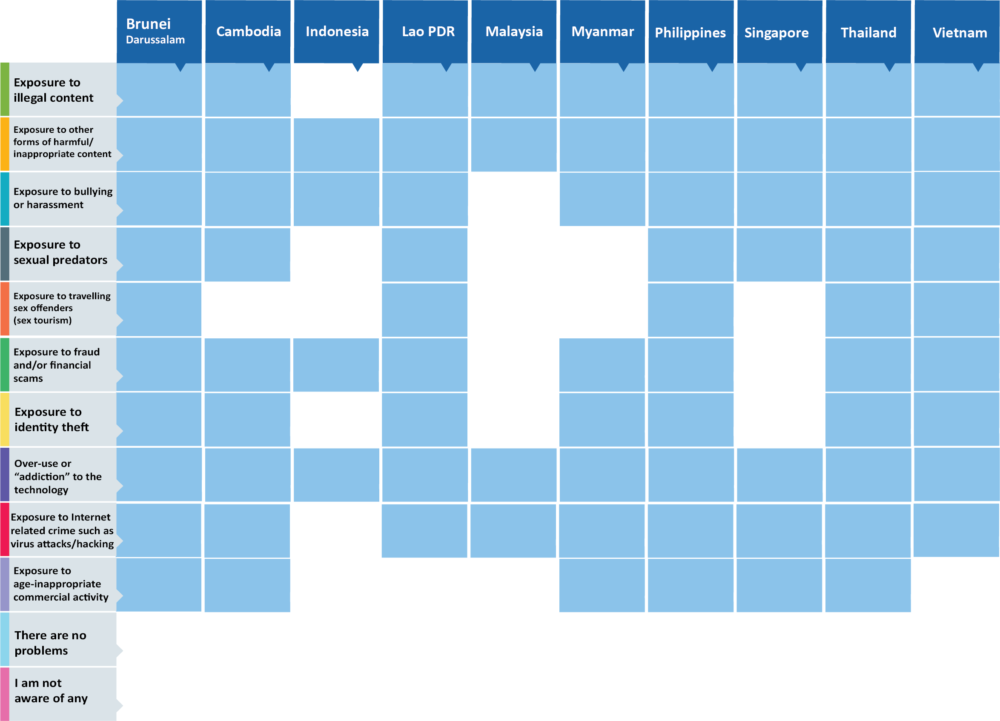 Brunei
Darussalam
Cambodia
Indonesia
Lao PDR
Malaysia
Myanmar
Philippines
Singapore
Thailand
Vietnam
Exposure to
illegal content
Exposure to other
forms of harmful/
inappropriate content
Exposure to bullying
or harassment
Exposure to
sexual predators
Exposure to travelling
sex offenders
(sex tourism)
Exposure to fraud
and/or financial
scams
Exposure to
identity theft
Over-use or
“addiction” to the
technology
Exposure to Internet
related crime such as
virus attacks/hacking
Exposure to
age-inappropriate
commercial activity
There are no
problems
I am not
aware of any